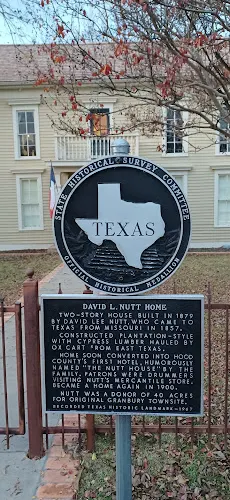 STATE HISTORICAL SURVEY COMMITTEE
TEXAS
OFFICIAL HISTORICAL MEDALLION
DAVID L. NUTT HOME
TWO-STORY HOUSE BUILT IN 1879
BY DAVID LEE NUTT, WHO CAME TO
TEXAS FROM MISSOURI IN 1857.
CONSTRUCTED PLANTATION-STYLE
WITH CYPRESS LUMBER HAULED BY
OX CART FROM EAST TEXAS.
HOME SOON CONVERTED INTO HOOD
COUNTY'S FIRST HOTEL, HUMOROUSLY
NAMED "THE NUTT HOUSE" BY THE
FAMILY. PATRONS WERE DRUMMERS
VISITING NUTT'S MERCANTILE STORE.
BECAME A HOME AGAIN IN 1900.
NUTT WAS A DONOR OF 40 ACRES
FOR ORIGINAL GRANBURY TOWNSITE.
RECORDED TEXAS HISTORIC LANDMARK—1967